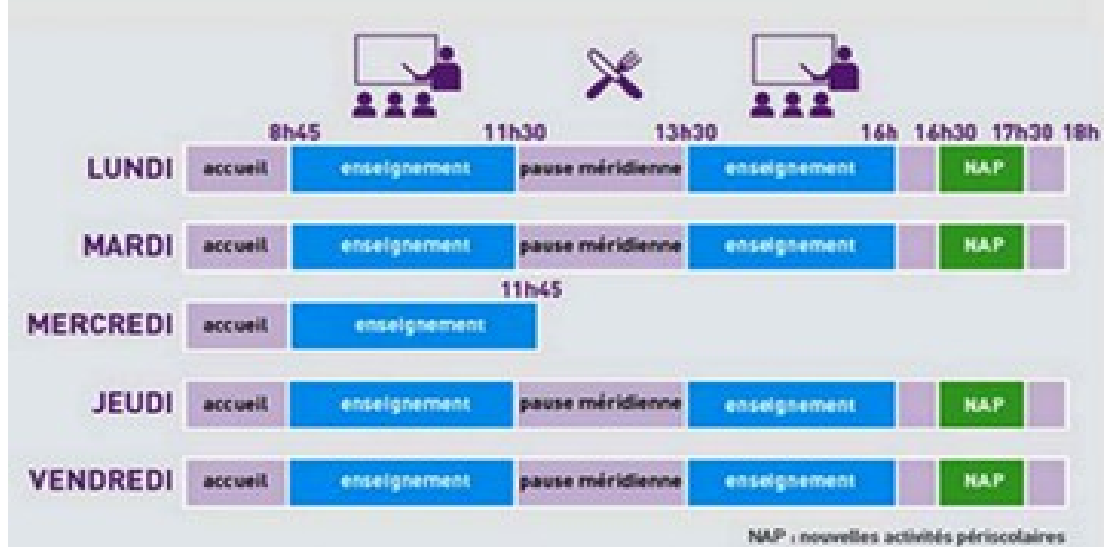 8h45 11h30 13h30 16h 16h30 17h30 18h
LUNDI accueil enseignement pause méridienne enseignement NAP
MARDI accueil enseignement pause méridienne enseignement NAP
11h45
MERCREDI accueil enseignement
JEUDI accueil enseignement pause méridienne enseignement NAP
VENDREDI accueil enseignement pause méridienne enseignement NAP
NAP : nouvelles activités périscolaires